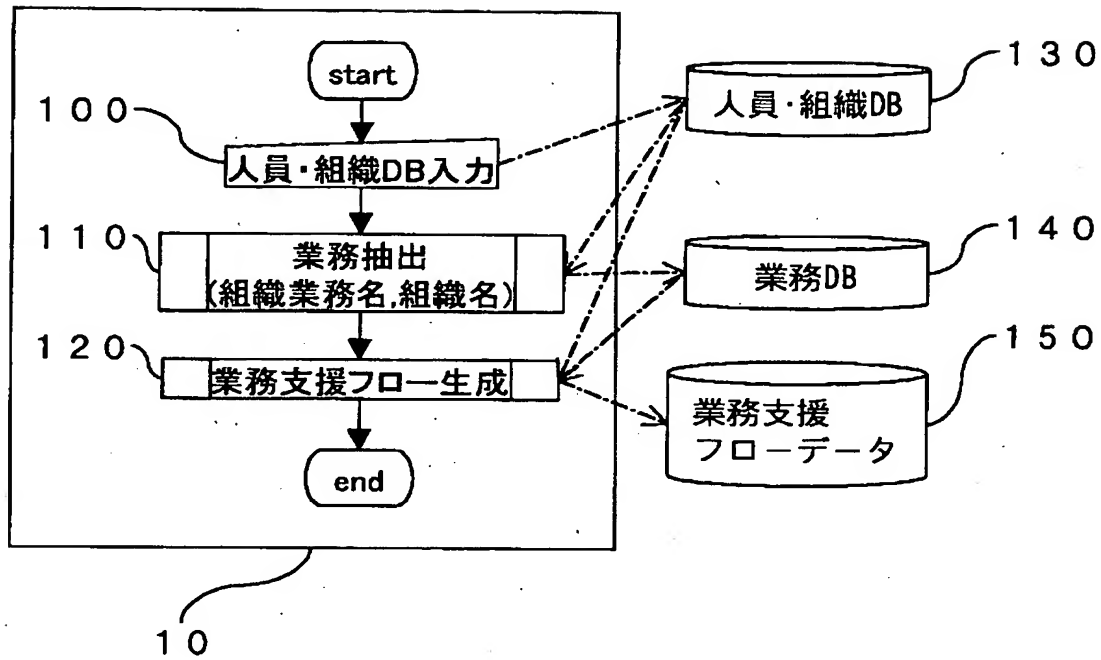 start
130
人員・組織DB
100
人員・組織DB入力
110
業務抽出
(組織業務名,組織名)
140
業務DB
120
業務支援フロー生成
150
業務支援
フローデータ
end
10